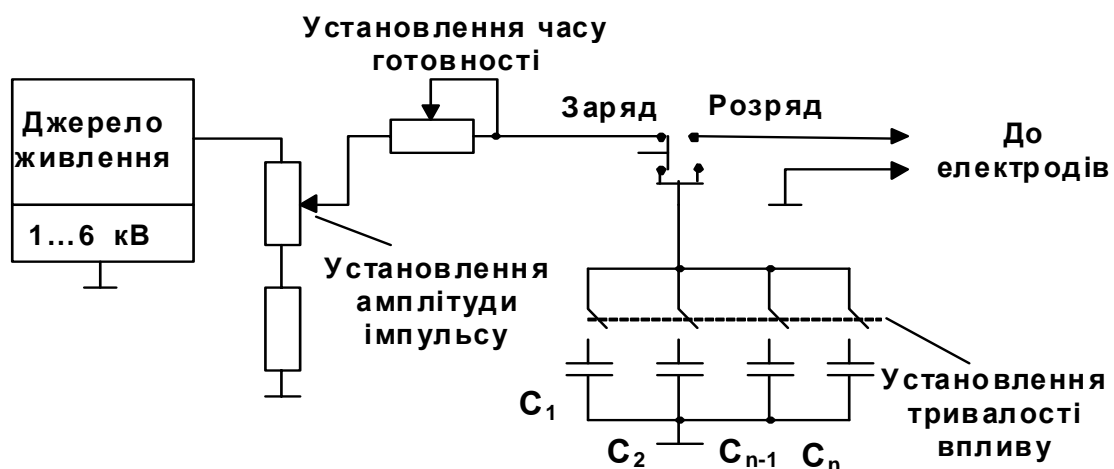 Установлення часу
готовності
Джерело
живлення
1...6 кВ
Заряд
Розряд
До
електродів
Установлення
амплітуди
імпульсу
C1
C2
Cn-1
Cn
Установлення
тривалості
впливу